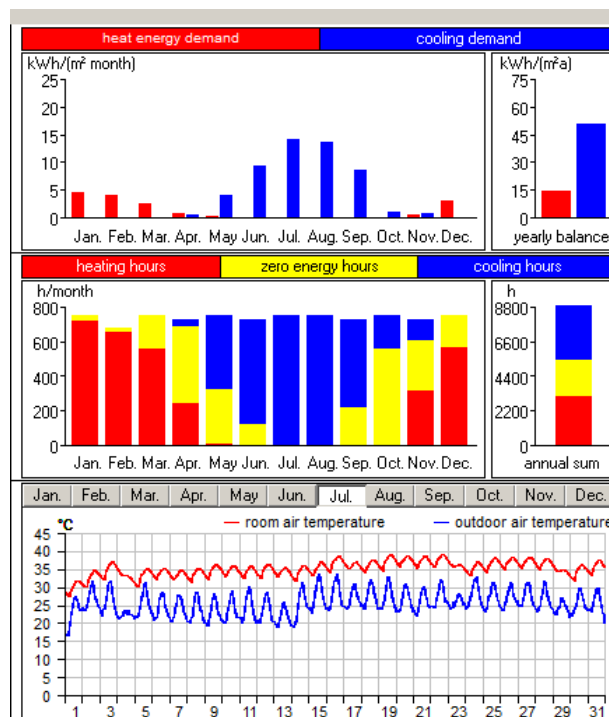 heat energy demand cooling demand
kWh/(m² month) kWh/(m²a)
25 75
20 60
15 45
10 30
5 15
0 0
Jan. Feb. Mar. Apr. May Jun. Jul. Aug. Sep. Oct. Nov. Dec. yearly balance
heating hours zero energy hours cooling hours
h/month h
800 8800
600 6600
400 4400
200 2200
0 0
Jan. Feb. Mar. Apr. May Jun. Jul. Aug. Sep. Oct. Nov. Dec. annual sum
Jan. Feb. Mar. Apr. May Jun. Jul. Aug. Sep. Oct. Nov. Dec.
°C room air temperature outdoor air temperature
45
40
35
30
25
20
15
10
5
0
1 3 5 7 9 11 13 15 17 19 21 23 25 27 29 31